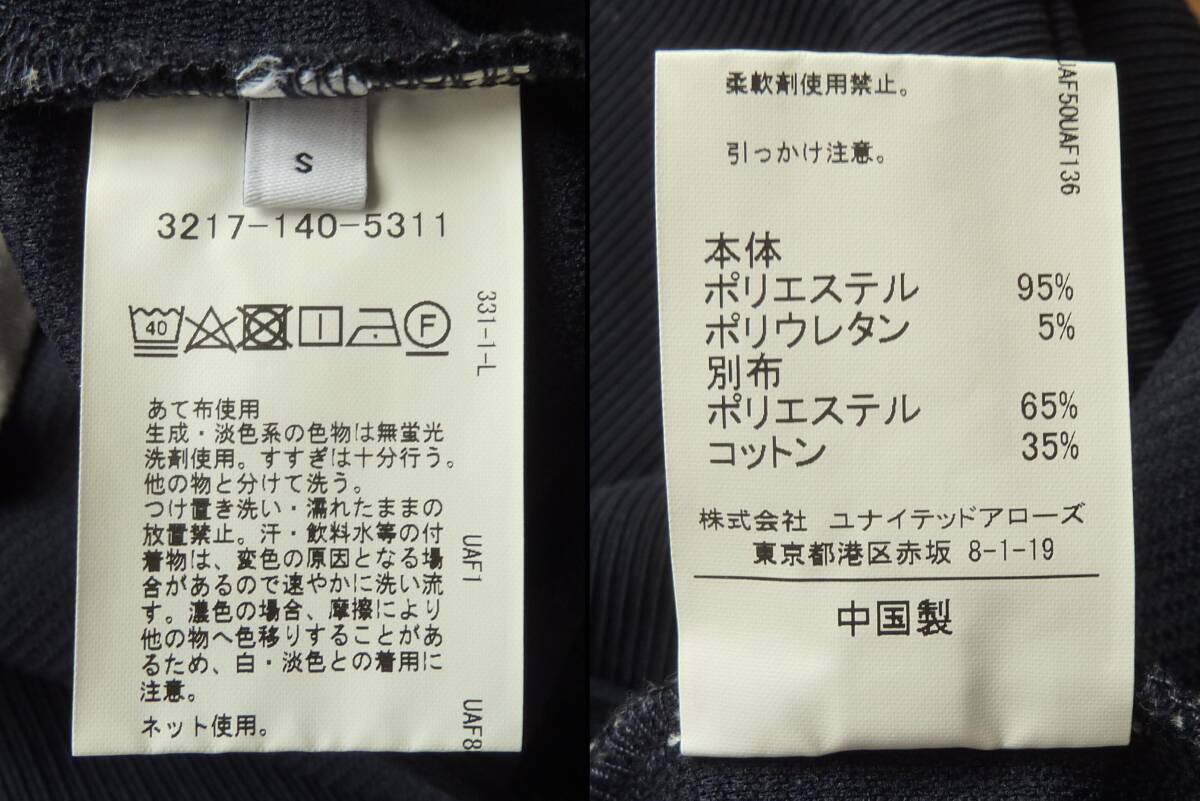 S
3217-140-5311
40
F
331-1-L
あて布使用
生成・淡色系の色物は無蛍光
洗剤使用。すすぎは十分行う。
他の物と分けて洗う。
つけ置き洗い・濡れたままの
放置禁止。汗・飲料水等の付
着物は、変色の原因となる場
合があるので速やかに洗い流
す。濃色の場合、摩擦により
他の物へ色移りすることがあ
るため、白・淡色との着用に
注意。
ネット使用。
UAF1
UAF8
柔軟剤使用禁止。
引っかけ注意。
UAF50UAF136
本体
ポリエステル 95%
ポリウレタン 5%
別布
ポリエステル 65%
コットン 35%
株式会社 ユナイテッドアローズ
東京都港区赤坂 8-1-19
中国製